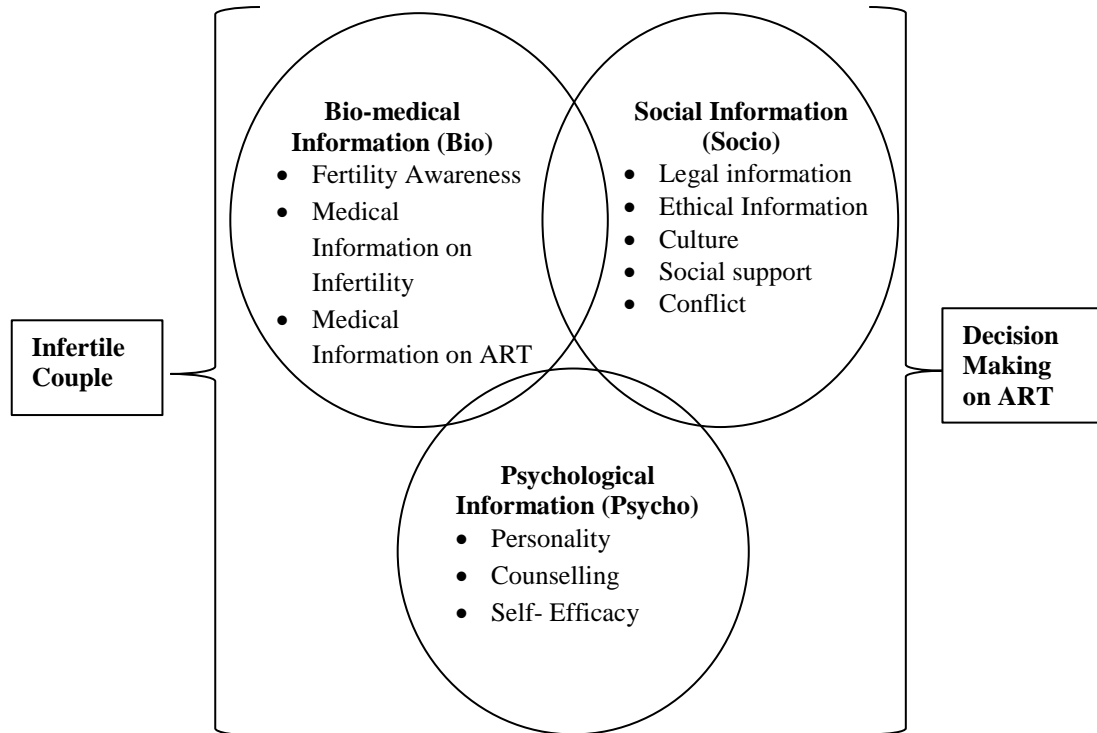 Infertile
Couple
Bio-medical
Information (Bio)
• Fertility Awareness
• Medical
Information on
Infertility
• Medical
Information on ART
Social Information
(Socio)
• Legal information
• Ethical Information
• Culture
• Social support
• Conflict
Psychological
Information (Psycho)
• Personality
• Counselling
• Self- Efficacy
Decision
Making
on ART